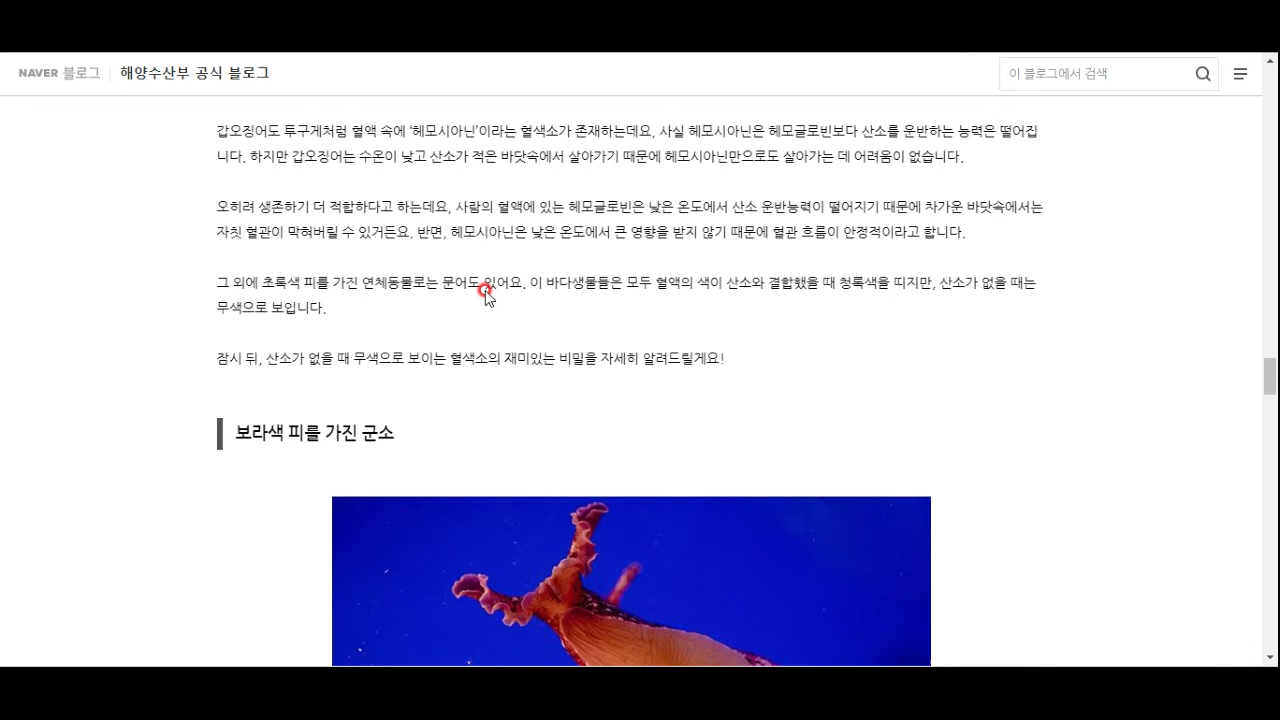 NAVER 블로그 해양수산부 공식 블로그 이 블로그에서 검색
갑오징어도 투구게처럼 혈액 속에 ‘헤모시아닌’이라는 혈색소가 존재하는데요, 사실 헤모시아닌은 헤모글로빈보다 산소를 운반하는 능력은 떨어집
니다. 하지만 갑오징어는 수온이 낮고 산소가 적은 바닷속에서 살아가기 때문에 헤모시아닌만으로도 살아가는 데 어려움이 없습니다.
오히려 생존하기 더 적합하다고 하는데요, 사람의 혈액에 있는 헤모글로빈은 낮은 온도에서 산소 운반능력이 떨어지기 때문에 차가운 바닷속에서는
자칫 혈관이 막혀버릴 수 있거든요. 반면, 헤모시아닌은 낮은 온도에서 큰 영향을 받지 않기 때문에 혈관 흐름이 안정적이라고 합니다.
그 외에 초록색 피를 가진 연체동물로는 문어도 있어요. 이 바다생물들은 모두 혈액의 색이 산소와 결합했을 때 청록색을 띠지만, 산소가 없을 때는
무색으로 보입니다.
잠시 뒤, 산소가 없을 때 무색으로 보이는 혈색소의 재미있는 비밀을 자세히 알려드릴게요!
보라색 피를 가진 군소